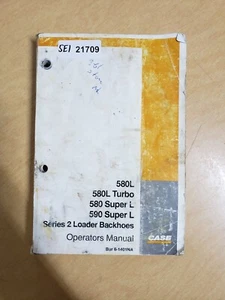 SEI 21709
580L
580L Turbo
580 Super L
590 Super L
Series 2 Loader Backhoes
Operators Manual
CASE